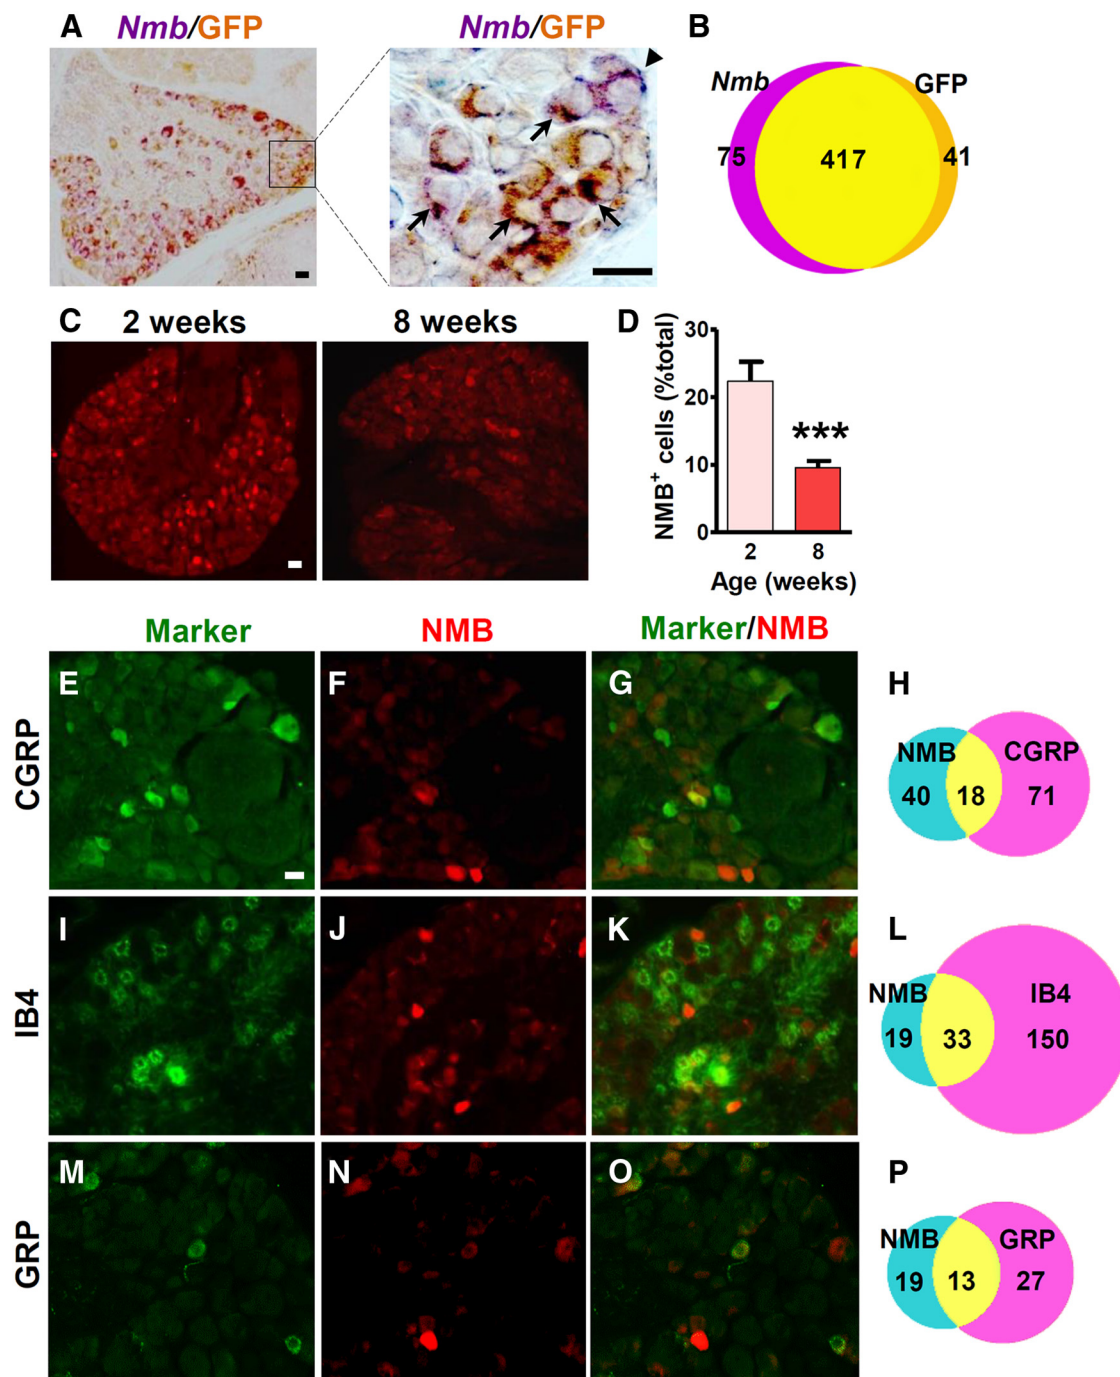 A Nmb/GFP Nmb/GFP B
Nmb GFP
75 417 41
C 2 weeks 8 weeks D
NMB+ cells (%total)
30
20
10
0
***
2 8
Age (weeks)
Marker NMB Marker/NMB
CGRP
E F G H
NMB CGRP
40 18 71
IB4
I J K L
NMB IB4
19 33 150
GRP
M N O P
NMB GRP
19 13 27